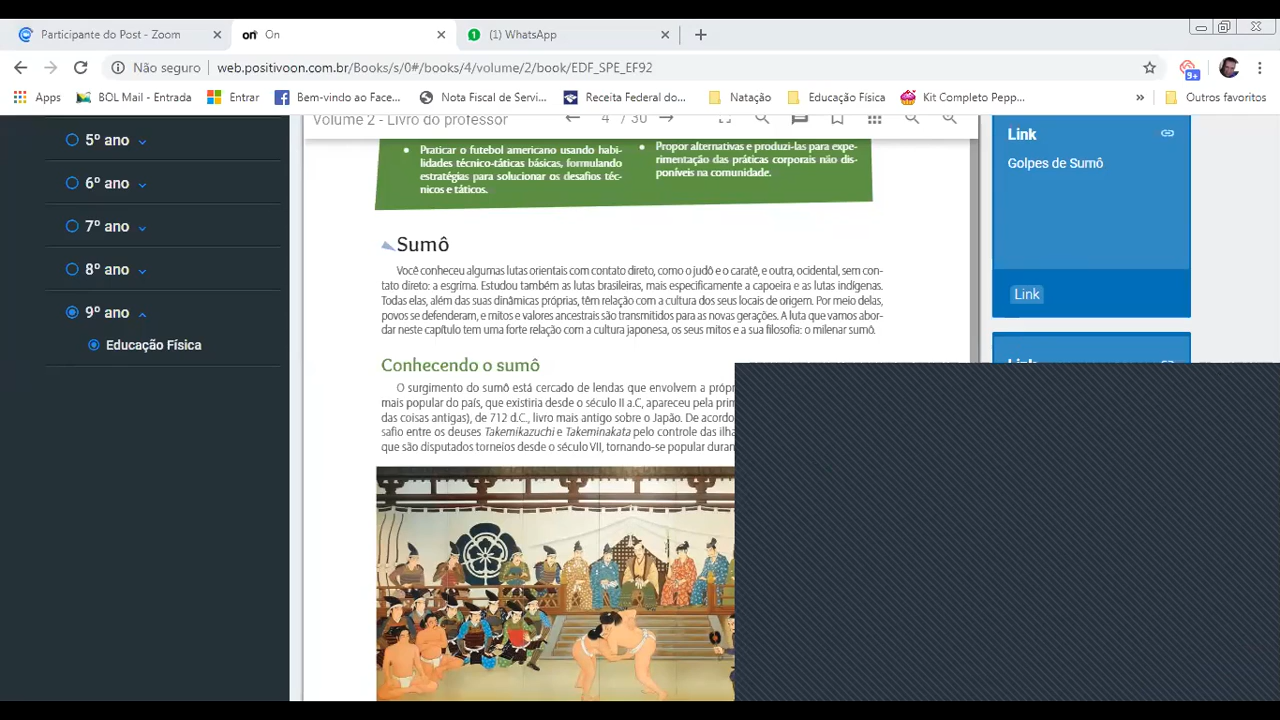 Participante do Post - Zoom
On
(1) WhatsApp
Não seguro
web.positivoon.com.br/Books/s/0#/books/4/volume/2/book/EDF_SPE_EF92
9+
Apps
BOL Mail - Entrada
Entrar
Bem-vindo ao Face...
Nota Fiscal de Servi...
Receita Federal do...
Natação
Educação Física
Kit Completo Pepp...
»
Outros favoritos
5º ano
6º ano
7º ano
8º ano
9º ano
Educação Física
Volume 2 - Livro do professor
4 / 30
Praticar o futebol americano usando habi-
lidades técnico-táticas básicas, formulando
estratégias para solucionar os desafios téc-
nicos e táticos.
Propor alternativas e produzi-las para expe-
rimentação das práticas corporais não dis-
poníveis na comunidade.
Sumô
Você conheceu algumas lutas orientais com contato direto, como o judô e o caratê, e outra, ocidental, sem con-
tato direto: a esgrima. Estudou também as lutas brasileiras, mais especificamente a capoeira e as lutas indígenas.
Todas elas, além das suas dinâmicas próprias, têm relação com a cultura dos seus locais de origem. Por meio delas,
povos se defenderam, e mitos e valores ancestrais são transmitidos para as novas gerações. A luta que vamos abor-
dar neste capítulo tem uma forte relação com a cultura japonesa, os seus mitos e a sua filosofia: o milenar sumô.
Conhecendo o sumô
O surgimento do sumô está cercado de lendas que envolvem a própr
mais popular do país, que existiria desde o século II a.C, apareceu pela prim
das coisas antigas), de 712 d.C., livro mais antigo sobre o Japão. De acordo
safio entre os deuses Takemikazuchi e Takeminakata pelo controle das ilha
que são disputados torneios desde o século VII, tornando-se popular duran
Link
Golpes de Sumô
Link
Link